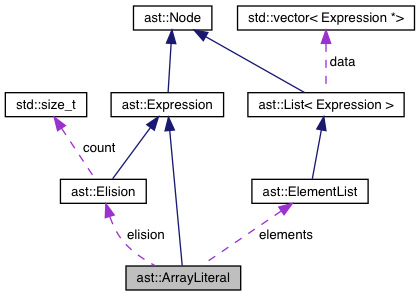 ast::Node
std::vector< Expression *>
data
std::size_t
ast::Expression
ast::List< Expression >
count
ast::Elision
ast::ElementList
elision
elements
ast::ArrayLiteral